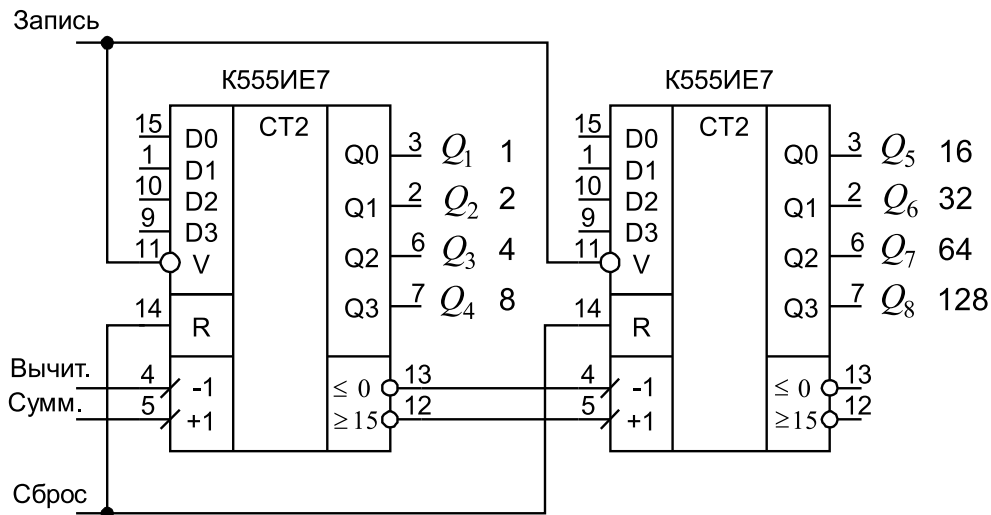 Запись
К555ИЕ7
К555ИЕ7
15 D0 CT2
1 D1 Q0 3 Q1 1
10 D2 Q1 2 Q2 2
9 D3 Q2 6 Q3 4
11 V Q3 7 Q4 8
14 R
Вычит. 4 -1 ≤ 0 13
Сумм. 5 +1 ≥15 12
15 D0 CT2
1 D1 Q0 3 Q5 16
10 D2 Q1 2 Q6 32
9 D3 Q2 6 Q7 64
11 V Q3 7 Q8 128
14 R
4 -1 ≤ 0 13
5 +1 ≥15 12
Сброс